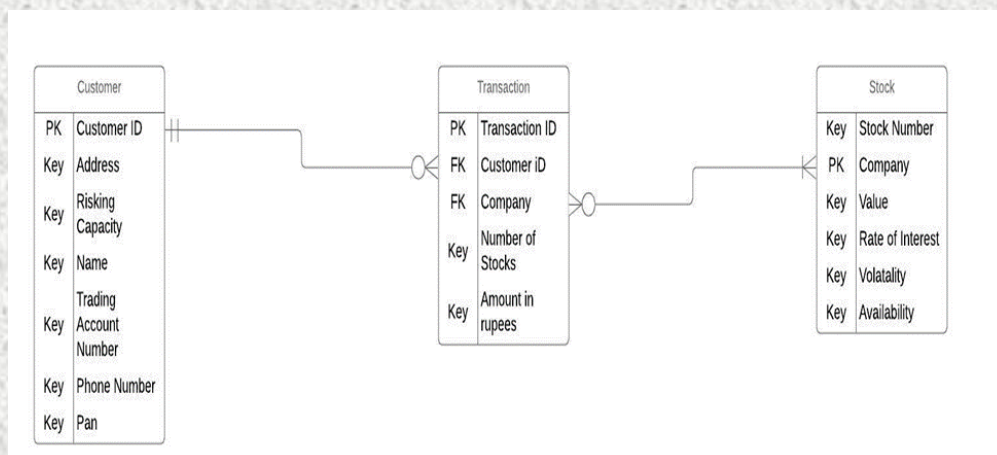 Customer
PK Customer ID
Key Address
Key Risking
Capacity
Key Name
Key Trading
Account
Number
Key Phone Number
Key Pan
Transaction
PK Transaction ID
FK Customer iD
FK Company
Key Number of
Stocks
Key Amount in
rupees
Stock
Key Stock Number
PK Company
Key Value
Key Rate of Interest
Key Volatality
Key Availability